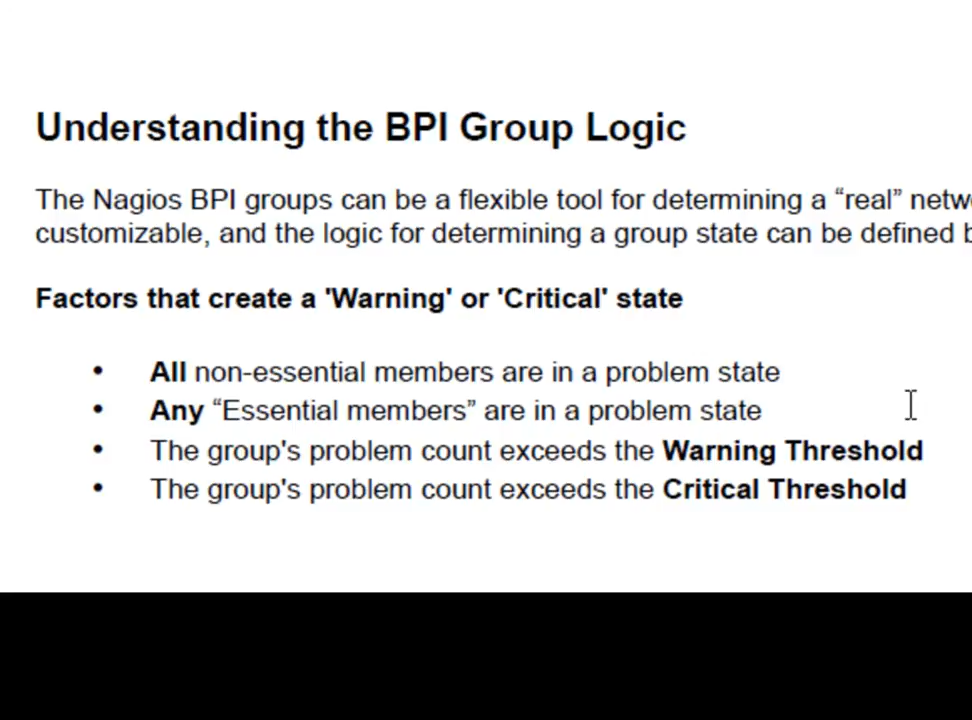 Understanding the BPI Group Logic
The Nagios BPI groups can be a flexible tool for determining a “real”
customizable, and the logic for determining a group state can be defined
Factors that create a 'Warning' or 'Critical' state
• All non-essential members are in a problem state
• Any “Essential members” are in a problem state
• The group's problem count exceeds the Warning Threshold
• The group's problem count exceeds the Critical Threshold